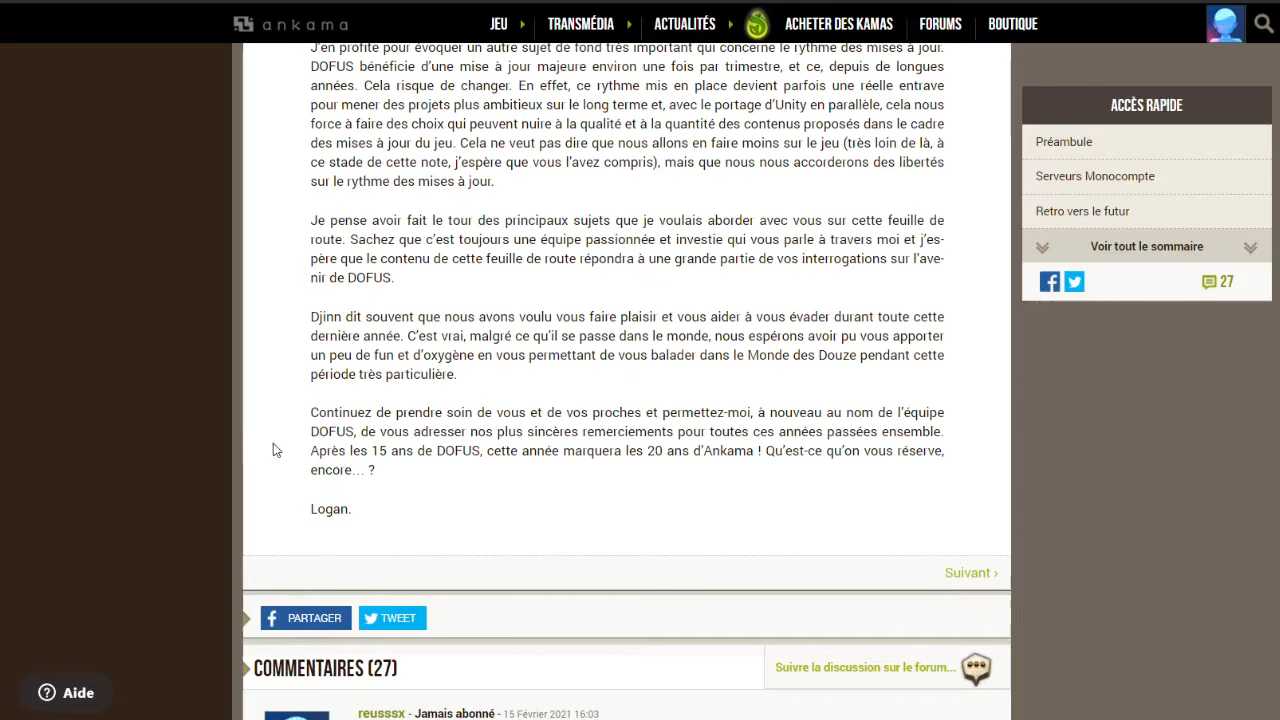 ankama
JEU
TRANSMÉDIA
ACTUALITÉS
ACHETER DES KAMAS
FORUMS
BOUTIQUE
J'en profite pour évoquer un autre sujet de fond très important qui concerne le rythme des mises à jour.
DOFUS bénéficie d'une mise à jour majeure environ une fois par trimestre, et ce, depuis de longues
années. Cela risque de changer. En effet, ce rythme mis en place devient parfois une réelle entrave
pour mener des projets plus ambitieux sur le long terme et, avec le portage d'Unity en parallèle, cela nous
force à faire des choix qui peuvent nuire à la qualité et à la quantité des contenus proposés dans le cadre
des mises à jour du jeu. Cela ne veut pas dire que nous allons en faire moins sur le jeu (très loin de là, à
ce stade de cette note, j'espère que vous l'avez compris), mais que nous nous accorderons des libertés
sur le rythme des mises à jour.
Je pense avoir fait le tour des principaux sujets que je voulais aborder avec vous sur cette feuille de
route. Sachez que c'est toujours une équipe passionnée et investie qui vous parle à travers moi et j'es-
père que le contenu de cette feuille de route répondra à une grande partie de vos interrogations sur l'ave-
nir de DOFUS.
Djinn dit souvent que nous avons voulu vous faire plaisir et vous aider à vous évader durant toute cette
dernière année. C'est vrai, malgré ce qu'il se passe dans le monde, nous espérons avoir pu vous apporter
un peu de fun et d'oxygène en vous permettant de vous balader dans le Monde des Douze pendant cette
période très particulière.
Continuez de prendre soin de vous et de vos proches et permettez-moi, à nouveau au nom de l'équipe
DOFUS, de vous adresser nos plus sincères remerciements pour toutes ces années passées ensemble.
Après les 15 ans de DOFUS, cette année marquera les 20 ans d'Ankama ! Qu'est-ce qu'on vous réserve,
encore… ?
Logan.
Suivant ›
PARTAGER
TWEET
COMMENTAIRES (27)
Suivre la discussion sur le forum...
reusssx - Jamais abonné - 15 Février 2021 16:03
ACCÈS RAPIDE
Préambule
Serveurs Monocompte
Retro vers le futur
Voir tout le sommaire
27
Aide